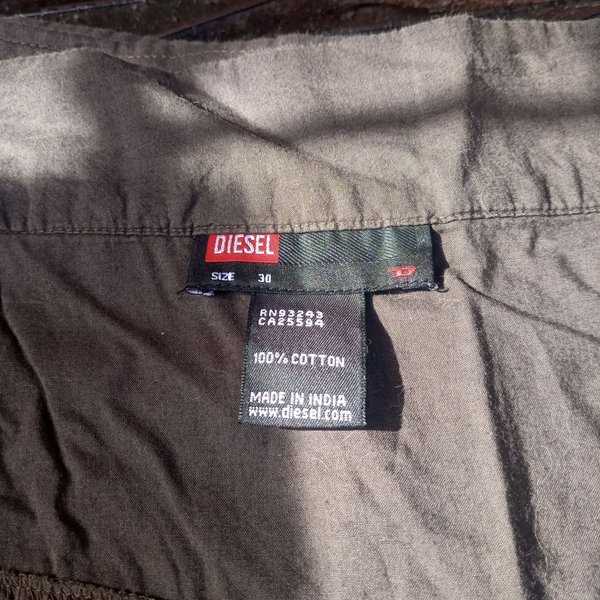 DIESEL
SIZE 30
D
RN93243
CA25594
100% COTTON
MADE IN INDIA
www.diesel.com